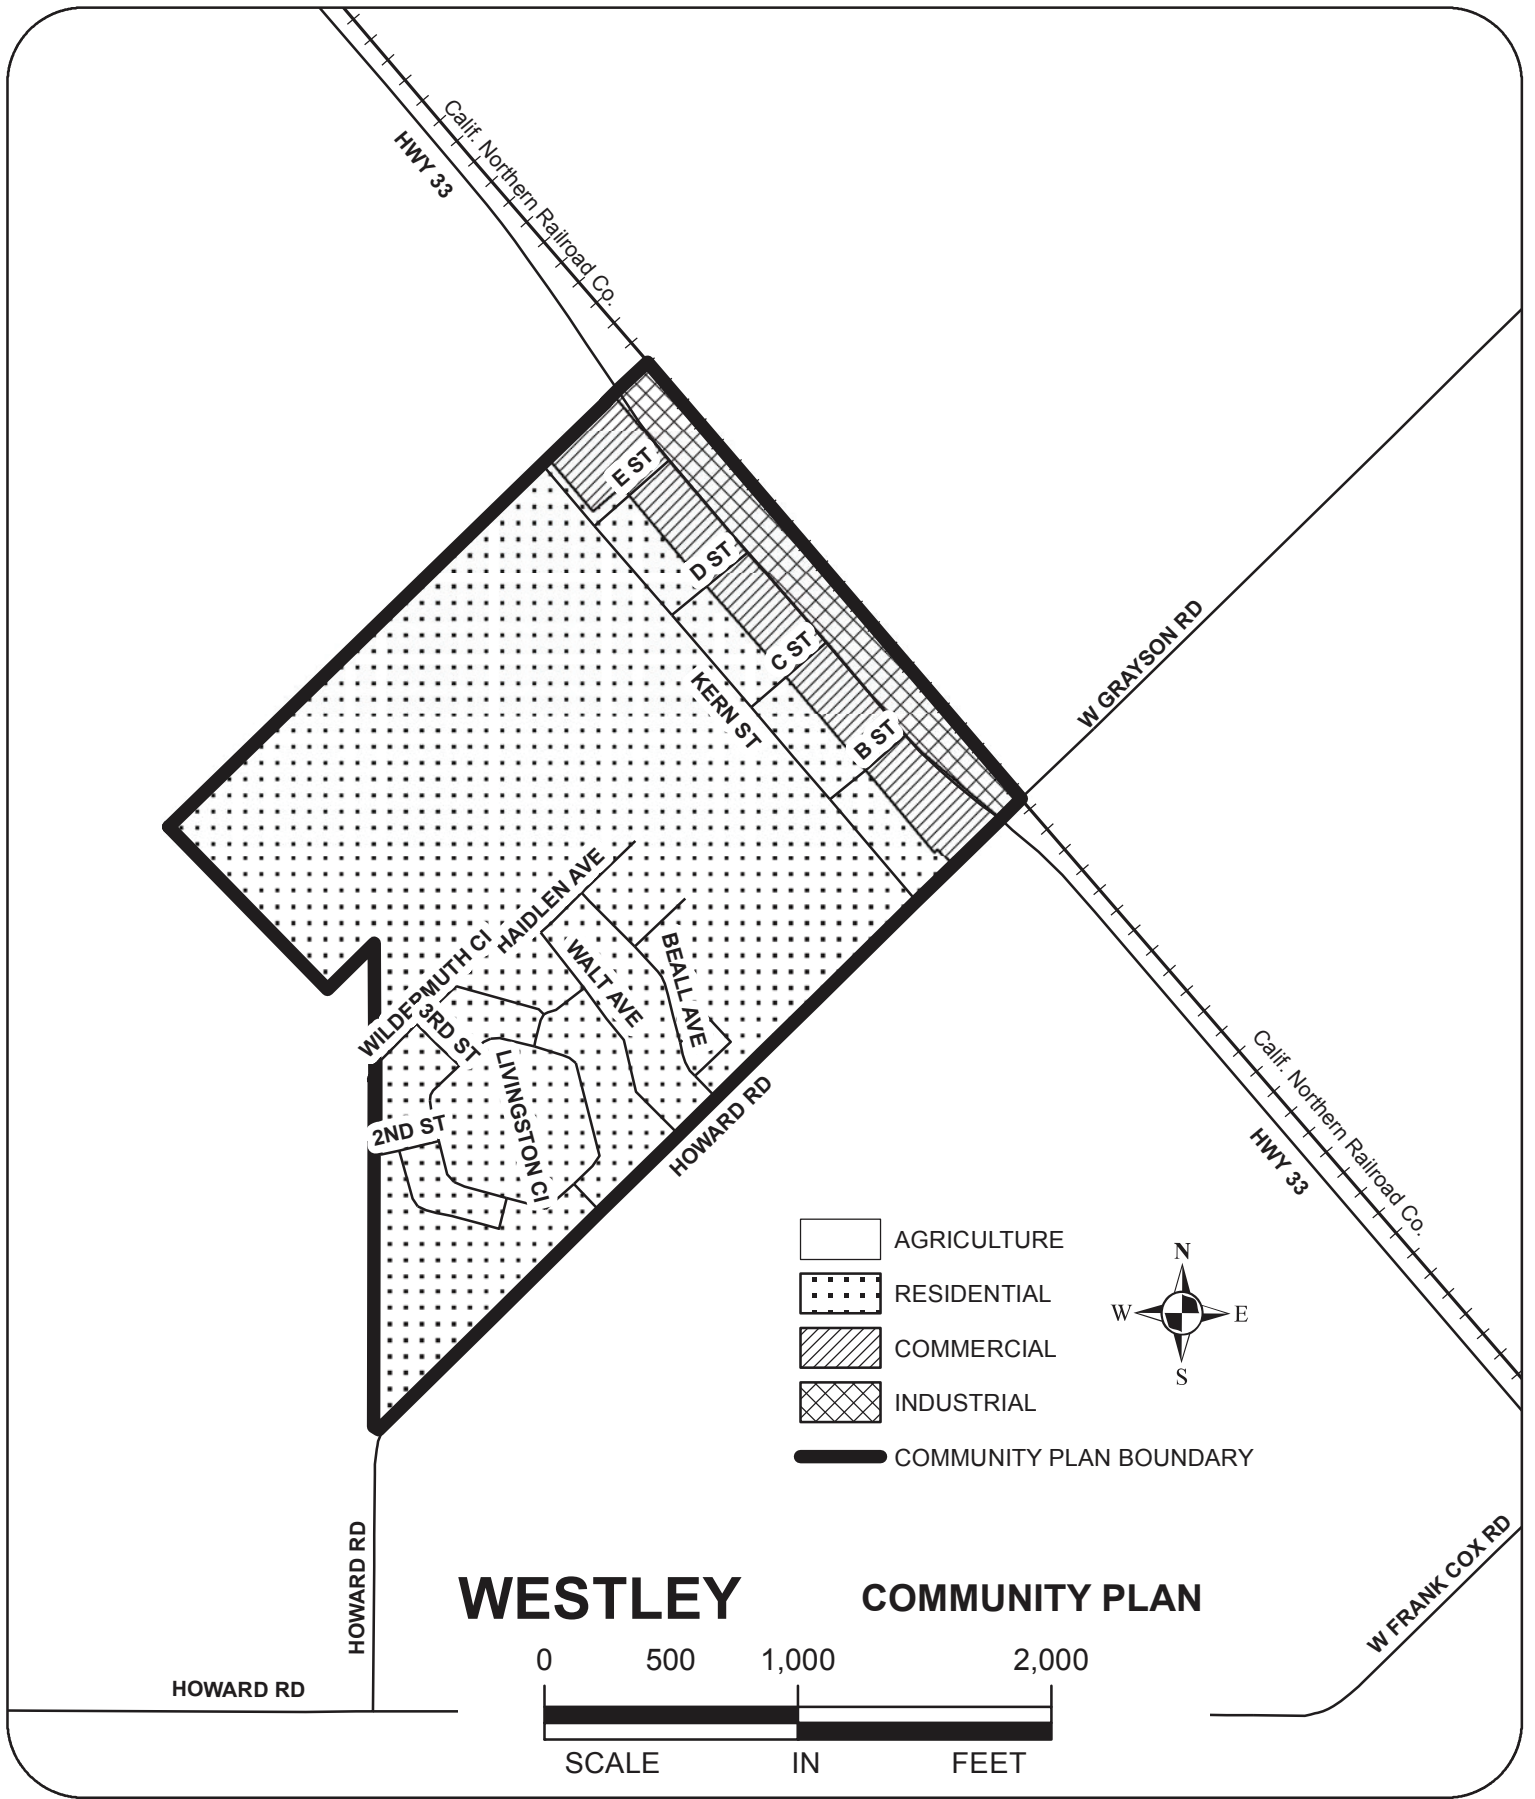 Calif. Northern Railroad Co.
HWY 33
E ST
D ST
W GRAYSON RD
C ST
KERN ST
B ST
HAIDLEN AVE
WILDERMUTH CI
WALT AVE
BEALL AVE
3RD ST
LIVINGSTON CI
2ND ST
HOWARD RD
Calif. Northern Railroad Co.
HWY 33
AGRICULTURE
RESIDENTIAL
COMMERCIAL
INDUSTRIAL
COMMUNITY PLAN BOUNDARY
N
W E
S
HOWARD RD
W FRANK COX RD
WESTLEY COMMUNITY PLAN
0 500 1,000 2,000
HOWARD RD
SCALE IN FEET